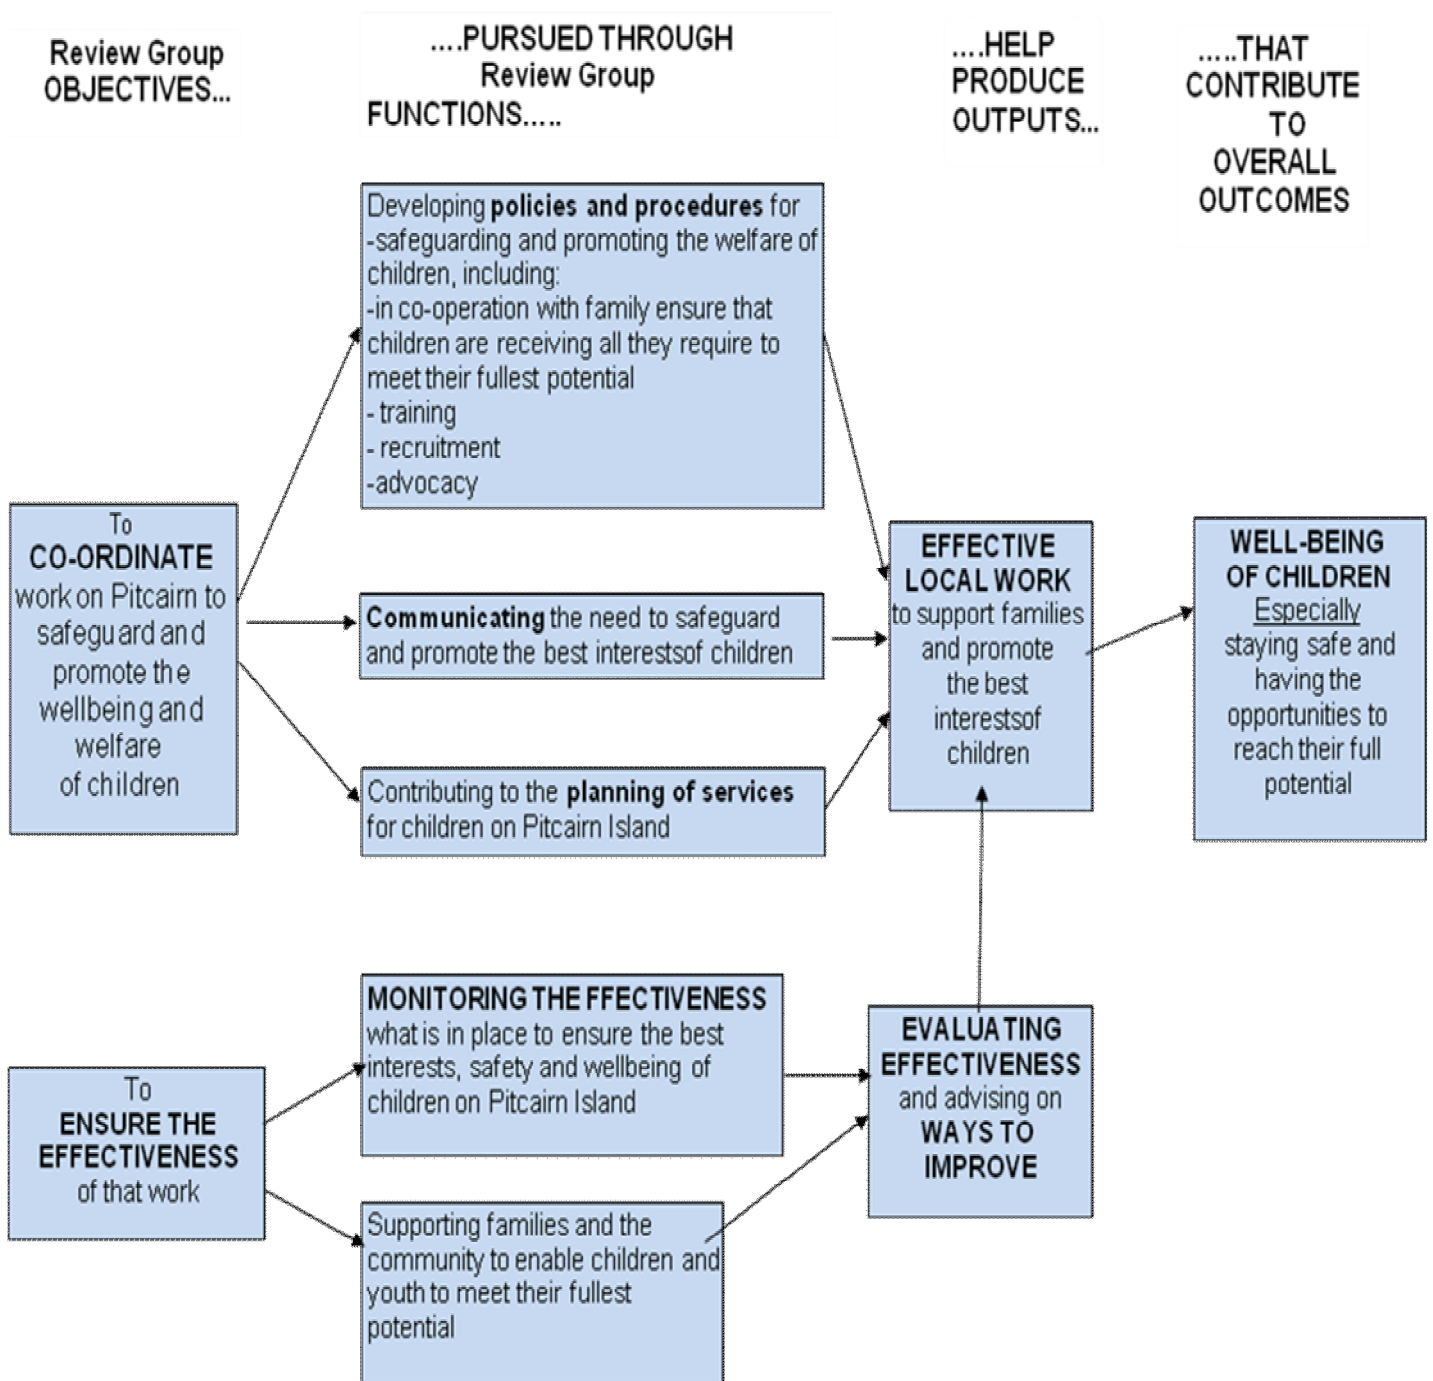 Review Group
OBJECTIVES...
....PURSUED THROUGH
Review Group
FUNCTIONS.....
....HELP
PRODUCE
OUTPUTS...
.....THAT
CONTRIBUTE
TO
OVERALL
OUTCOMES
Developing policies and procedures for
-safeguarding and promoting the welfare of
children, including:
-in co-operation with family ensure that
children are receiving all they require to
meet their fullest potential
- training
- recruitment
-advocacy
To
CO-ORDINATE
work on Pitcairn to
safeguard and
promote the
wellbeing and
welfare
of children
Communicating the need to safeguard
and promote the best interestsof children
Contributing to the planning of services
for children on Pitcairn Island
EFFECTIVE
LOCAL WORK
to support families
and promote
the best
interestsof
children
WELL-BEING
OF CHILDREN
Especially
staying safe and
having the
opportunities to
reach their full
potential
To
ENSURE THE
EFFECTIVENESS
of that work
MONITORING THE FFECTIVENESS
what is in place to ensure the best
interests, safety and wellbeing of
children on Pitcairn Island
Supporting families and the
community to enable children and
youth to meet their fullest
potential
EVALUATING
EFFECTIVENESS
and advising on
WAYS TO
IMPROVE